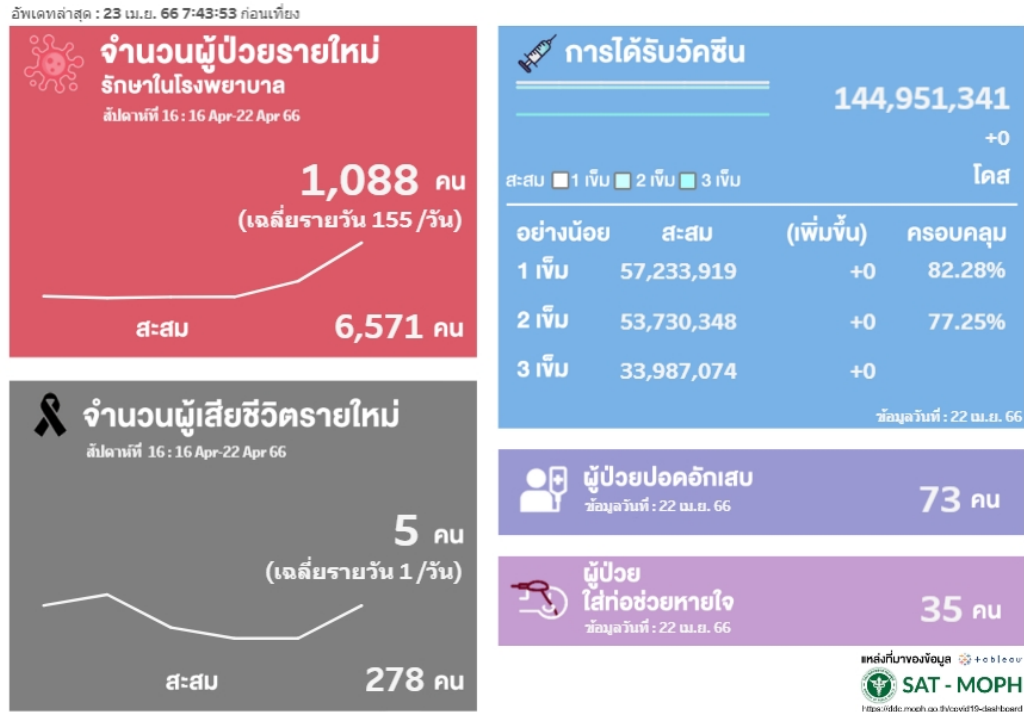 อัพเดทล่าสุด : 23 เม.ย. 66 7:43:53 ก่อนเที่ยง
จำนวนผู้ป่วยรายใหม่
รักษาในโรงพยาบาล
สัปดาห์ที่ 16 : 16 Apr-22 Apr 66
1,088 คน
(เฉลี่ยรายวัน 155 /วัน)
สะสม 6,571 คน
จำนวนผู้เสียชีวิตรายใหม่
สัปดาห์ที่ 16 : 16 Apr-22 Apr 66
5 คน
(เฉลี่ยรายวัน 1 /วัน)
สะสม 278 คน
การได้รับวัคซีน
144,951,341
+0
โดส
สะสม 1 เข็ม 2 เข็ม 3 เข็ม
อย่างน้อย สะสม (เพิ่มขึ้น) ครอบคลุม
1 เข็ม 57,233,919 +0 82.28%
2 เข็ม 53,730,348 +0 77.25%
3 เข็ม 33,987,074 +0
ข้อมูลวันที่ : 22 เม.ย. 66
ผู้ป่วยปอดอักเสบ
ข้อมูลวันที่ : 22 เม.ย. 66
73 คน
ผู้ป่วย
ใส่ท่อช่วยหายใจ
ข้อมูลวันที่ : 22 เม.ย. 66
35 คน
แหล่งที่มาของข้อมูล +ableau
SAT - MOPH
https://ddc.moph.go.th/covid19-dashboard